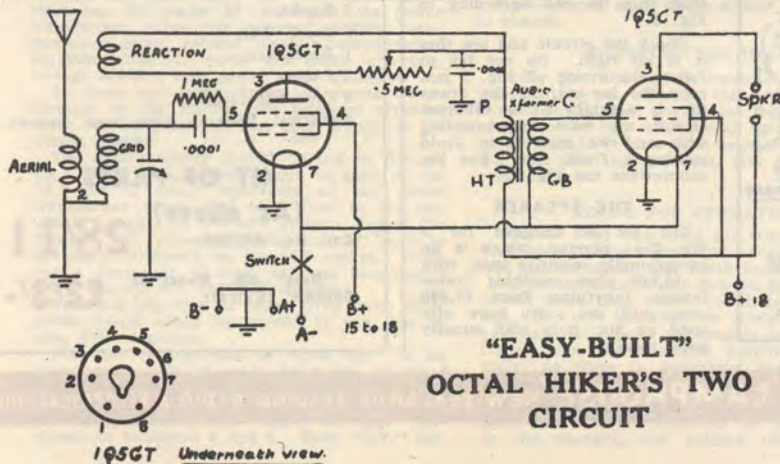 1Q5GT
1Q5GT
REACTION
1 MEG
.5 MEG
3
5
4
2
7
.0001
GRID
AERIAL
2
P
AUDIO
Xformer
G.
HT
GB
3
5
4
2
7
SPKR
SWITCH
B-
A+
A-
B+
15 to 18
B+ 18
4
5
3
6
2
7
1
8
1Q5GT Underneath view.
"EASY-BUILT"
OCTAL HIKER'S TWO
CIRCUIT